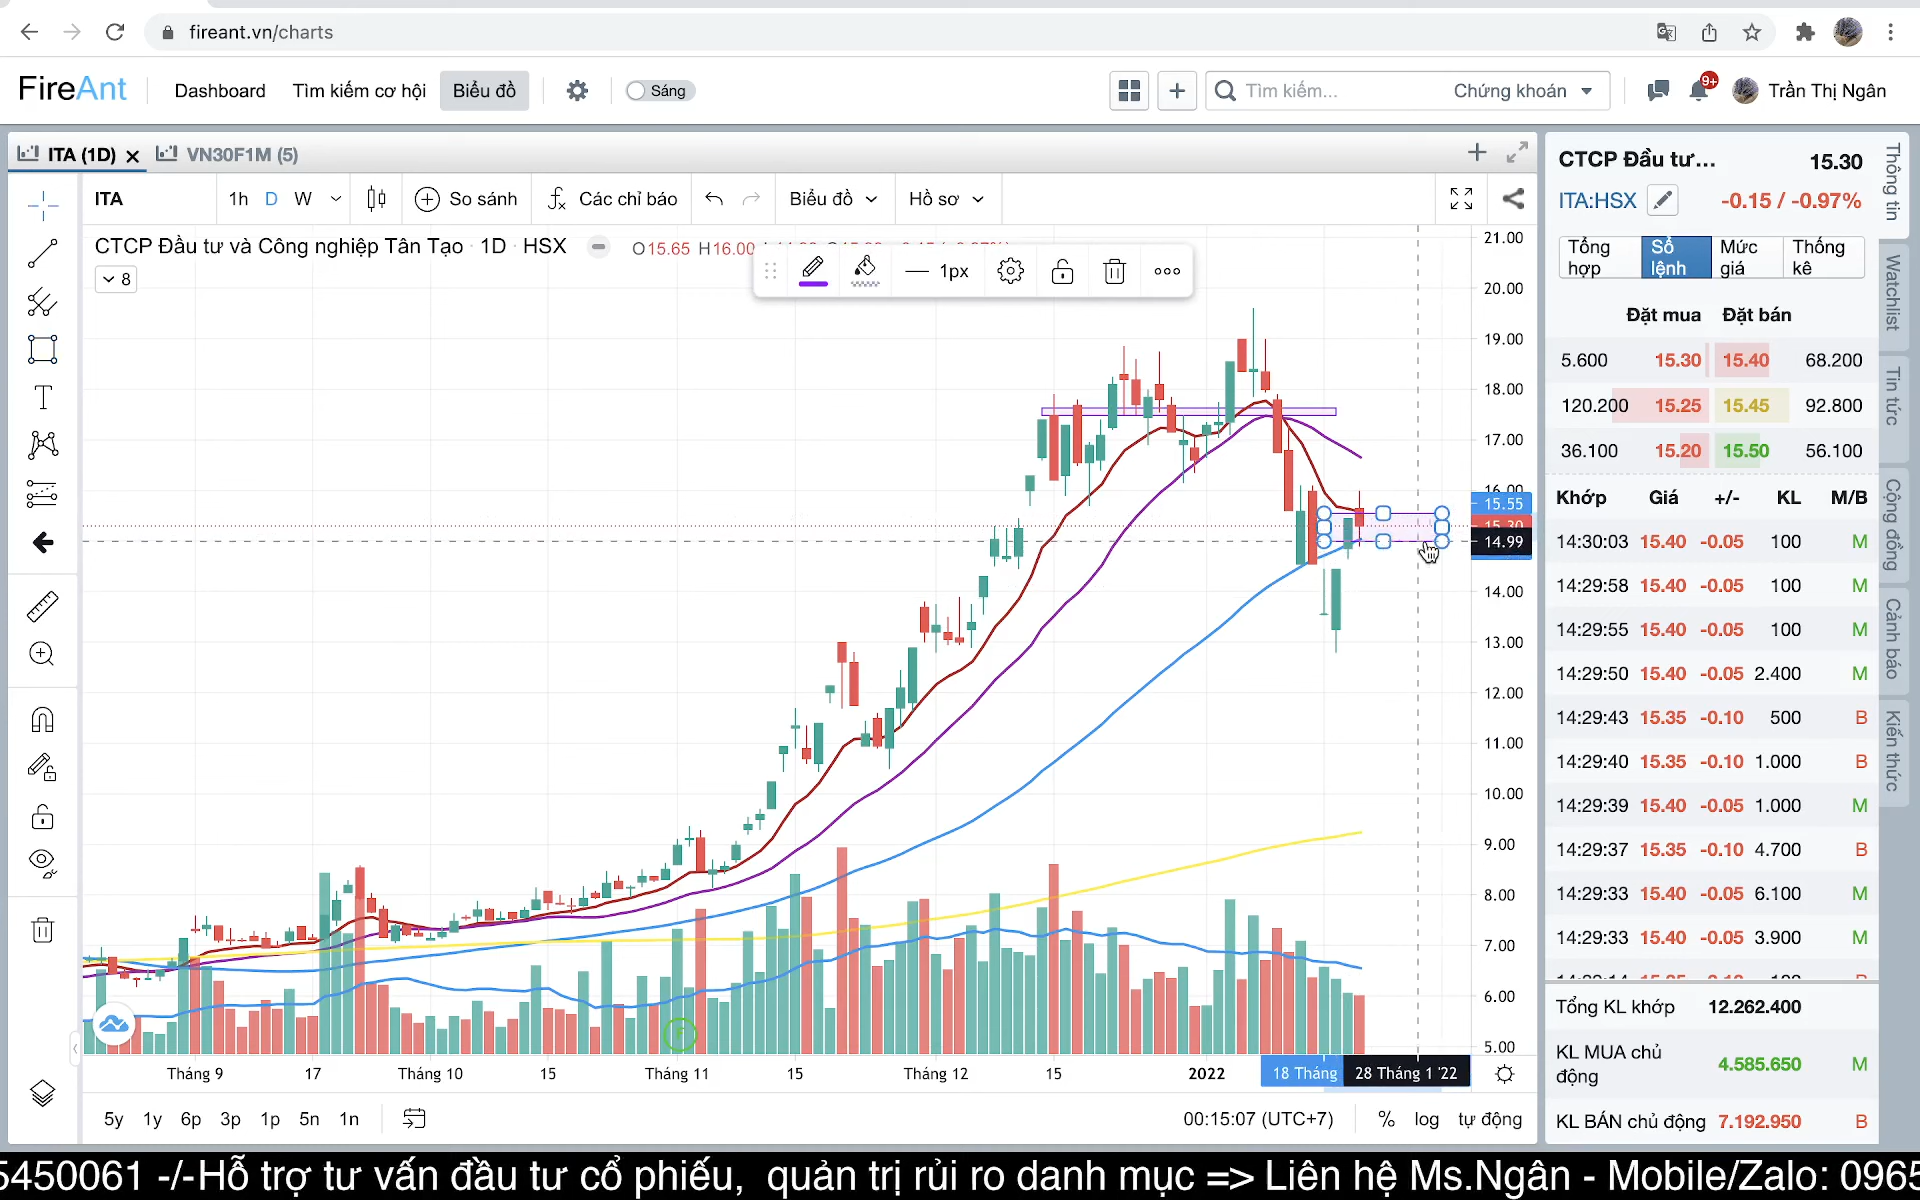 fireant.vn/charts
FireAnt Dashboard Tìm kiếm cơ hội Biểu đồ Sáng Tìm kiếm... Chứng khoán 9+ Trần Thị Ngân
ITA (1D) VN30F1M (5)
ITA 1h D W So sánh Các chỉ báo Biểu đồ Hồ sơ
CTCP Đầu tư và Công nghiệp Tân Tạo 1D HSX O15.65 H16.00
8
1px
21.00
20.00
19.00
18.00
17.00
16.00
15.55
14.99
14.00
13.00
12.00
11.00
10.00
9.00
8.00
7.00
6.00
5.00
F
Tháng 9 17 Tháng 10 15 Tháng 11 15 Tháng 12 15 2022 18 Tháng 28 Tháng 1 '22
5y 1y 6p 3p 1p 5n 1n 00:15:07 (UTC+7) % log tự động
CTCP Đầu tư... 15.30
ITA:HSX -0.15 / -0.97%
Tổng hợp
Sổ lệnh
Mức giá
Thống kê
Đặt mua Đặt bán
5.600 15.30 15.40 68.200
120.200 15.25 15.45 92.800
36.100 15.20 15.50 56.100
Khớp Giá +/- KL M/B
14:30:03 15.40 -0.05 100 M
14:29:58 15.40 -0.05 100 M
14:29:55 15.40 -0.05 100 M
14:29:50 15.40 -0.05 2.400 M
14:29:43 15.35 -0.10 500 B
14:29:40 15.35 -0.10 1.000 B
14:29:39 15.40 -0.05 1.000 M
14:29:37 15.35 -0.10 4.700 B
14:29:33 15.40 -0.05 6.100 M
14:29:33 15.40 -0.05 3.900 M
Tổng KL khớp 12.262.400
KL MUA chủ động 4.585.650 M
KL BÁN chủ động 7.192.950 B
Thông tin
Watchlist
Tin tức
Cộng đồng
Cảnh báo
Kiến thức
5450061 -/-Hỗ trợ tư vấn đầu tư cổ phiếu, quản trị rủi ro danh mục => Liên hệ Ms.Ngân - Mobile/Zalo: 0965